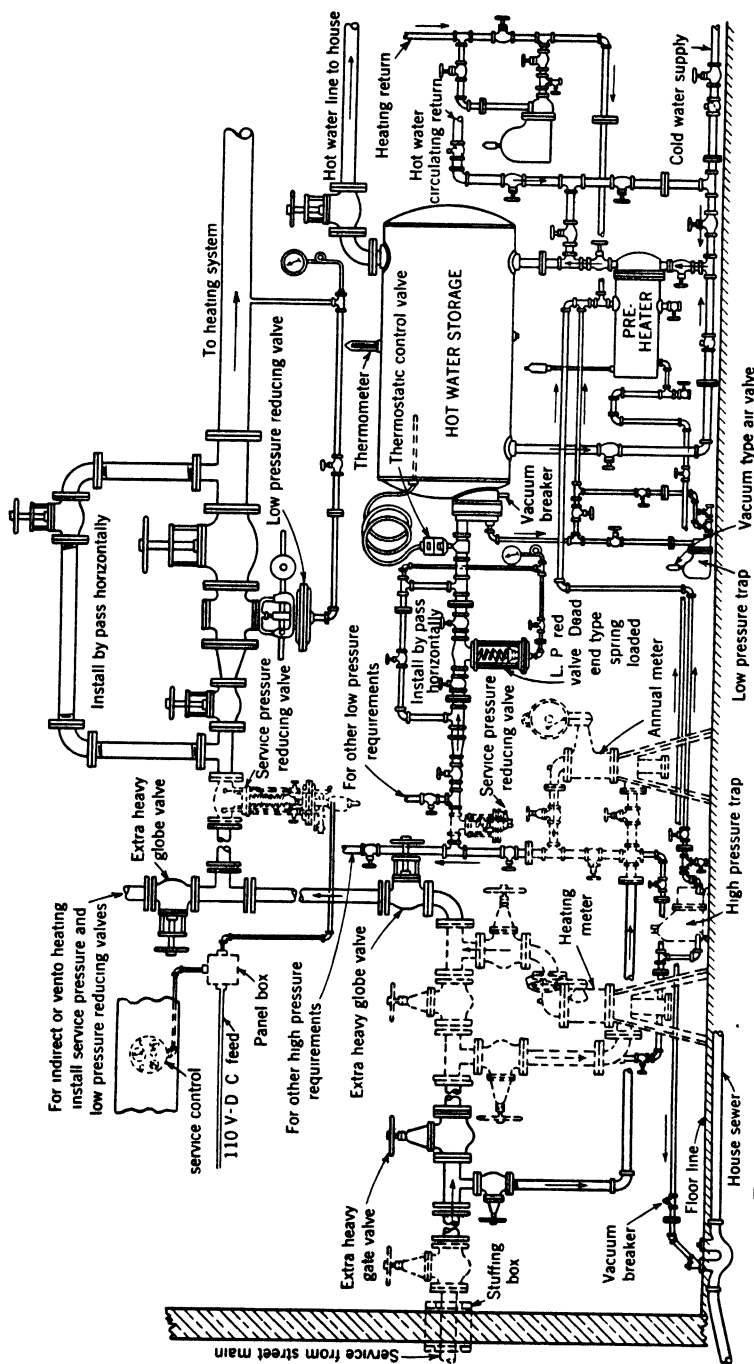 For indirect or vento heating
install service pressure and
low pressure reducing valves
service control
110 V-D C feed
Panel box
Extra heavy
globe valve
Install by pass horizontally
Service pressure
reducing valve
Low pressure reducing valve
To heating system
Hot water line to house
Thermometer
Thermostatic control valve
HOT WATER STORAGE
Heating return
Hot water
circulating return
Cold water supply
PRE-
HEATER
Vacuum
breaker
Install by pass
horizontally
L. P red
valve Dead
end type
spring
loaded
For other low pressure
requirements
Service pressure
reducing valve
For other high pressure
requirements
Extra heavy globe valve
Extra heavy
gate valve
Heating
meter
Annual meter
Stuffing
box
Service from street main
Vacuum
breaker
Floor line
House sewer
High pressure trap
Low pressure trap
Vacuum type air valve